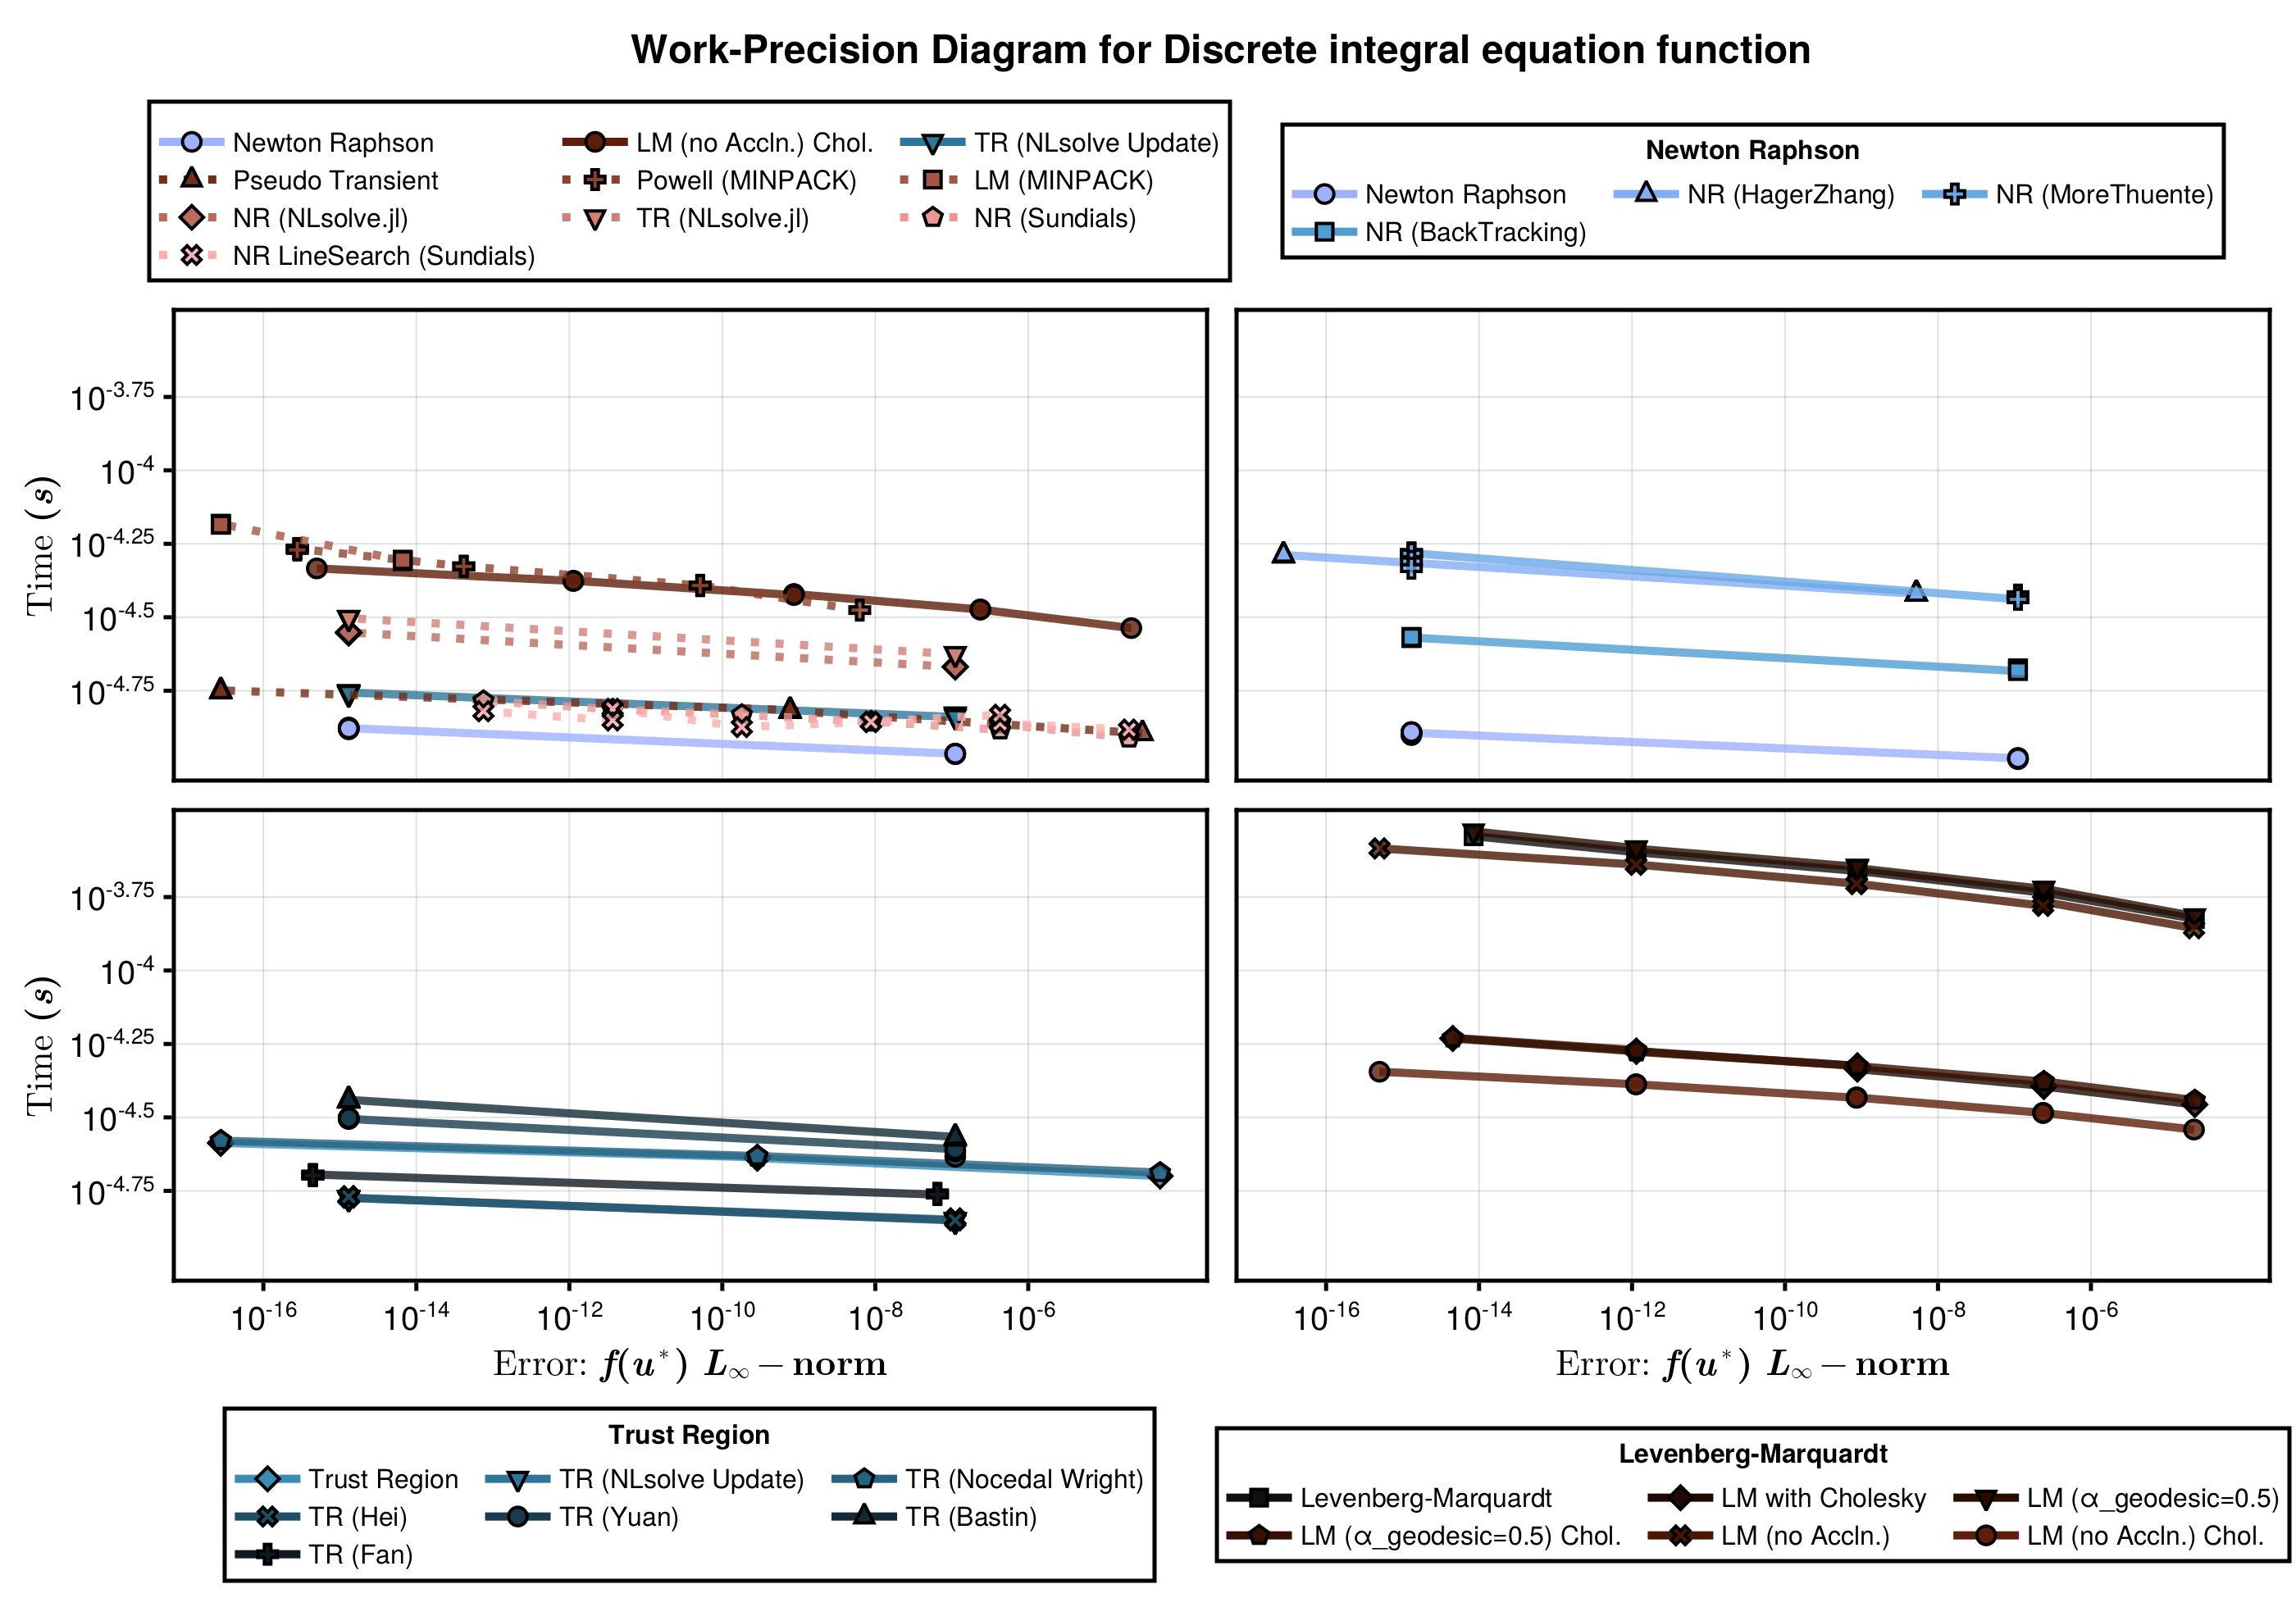 Work-Precision Diagram for Discrete integral equation function
Newton Raphson LM (no Accln.) Chol. TR (NLsolve Update)
Pseudo Transient Powell (MINPACK) LM (MINPACK)
NR (NLsolve.jl) TR (NLsolve.jl) NR (Sundials)
NR LineSearch (Sundials)
Newton Raphson
Newton Raphson NR (HagerZhang) NR (MoreThuente)
NR (BackTracking)
Time (s)
10^-3.75
10^-4
10^-4.25
10^-4.5
10^-4.75
Time (s)
10^-3.75
10^-4
10^-4.25
10^-4.5
10^-4.75
10^-16 10^-14 10^-12 10^-10 10^-8 10^-6
Error: f(u*) L∞ − norm
10^-16 10^-14 10^-12 10^-10 10^-8 10^-6
Error: f(u*) L∞ − norm
Trust Region
Trust Region TR (NLsolve Update) TR (Nocedal Wright)
TR (Hei) TR (Yuan) TR (Bastin)
TR (Fan)
Levenberg-Marquardt
Levenberg-Marquardt LM with Cholesky LM (α_geodesic=0.5)
LM (α_geodesic=0.5) Chol. LM (no Accln.) LM (no Accln.) Chol.